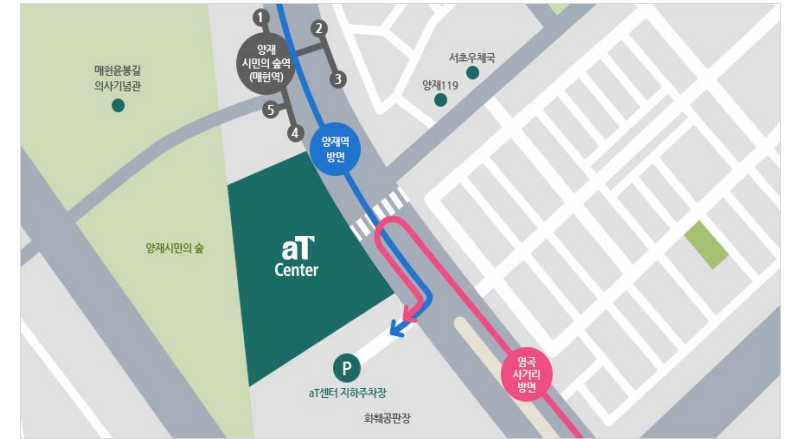 1
2
양재
시민의 숲역
(매헌역)
3
5
4
매헌윤봉길
의사기념관
서초우체국
양재119
양재역
방면
양재시민의 숲
aT
Center
P
aT센터 지하주차장
화훼공판장
염곡
사거리
방면